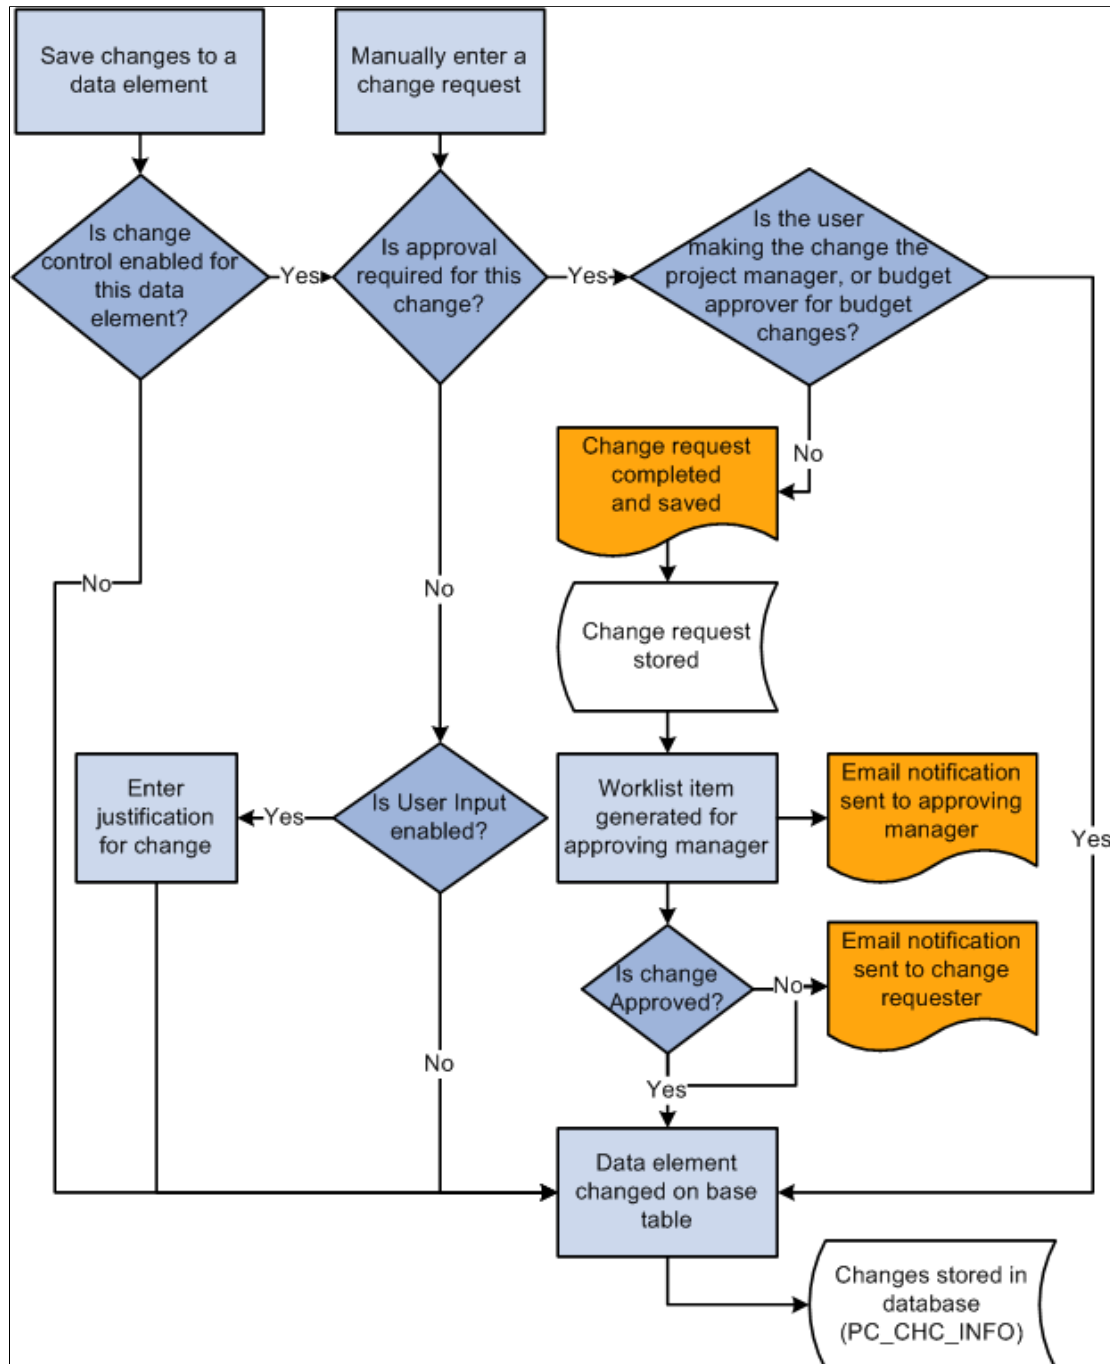 Save changes to a
data element
Manually enter a
change request
Is change
control enabled for
this data
element?
Yes
Is approval
required for this
change?
Yes
Is the user
making the change the
project manager, or budget
approver for budget
changes?
No
Change request
completed
and saved
No
No
Change request
stored
Enter
justification
for change
Yes
Is User Input
enabled?
Worklist item
generated for
approving manager
Email notification
sent to approving
manager
Yes
Is change
Approved?
No
Email notification
sent to change
requester
No
Yes
Data element
changed on base
table
Changes stored in
database
(PC_CHC_INFO)